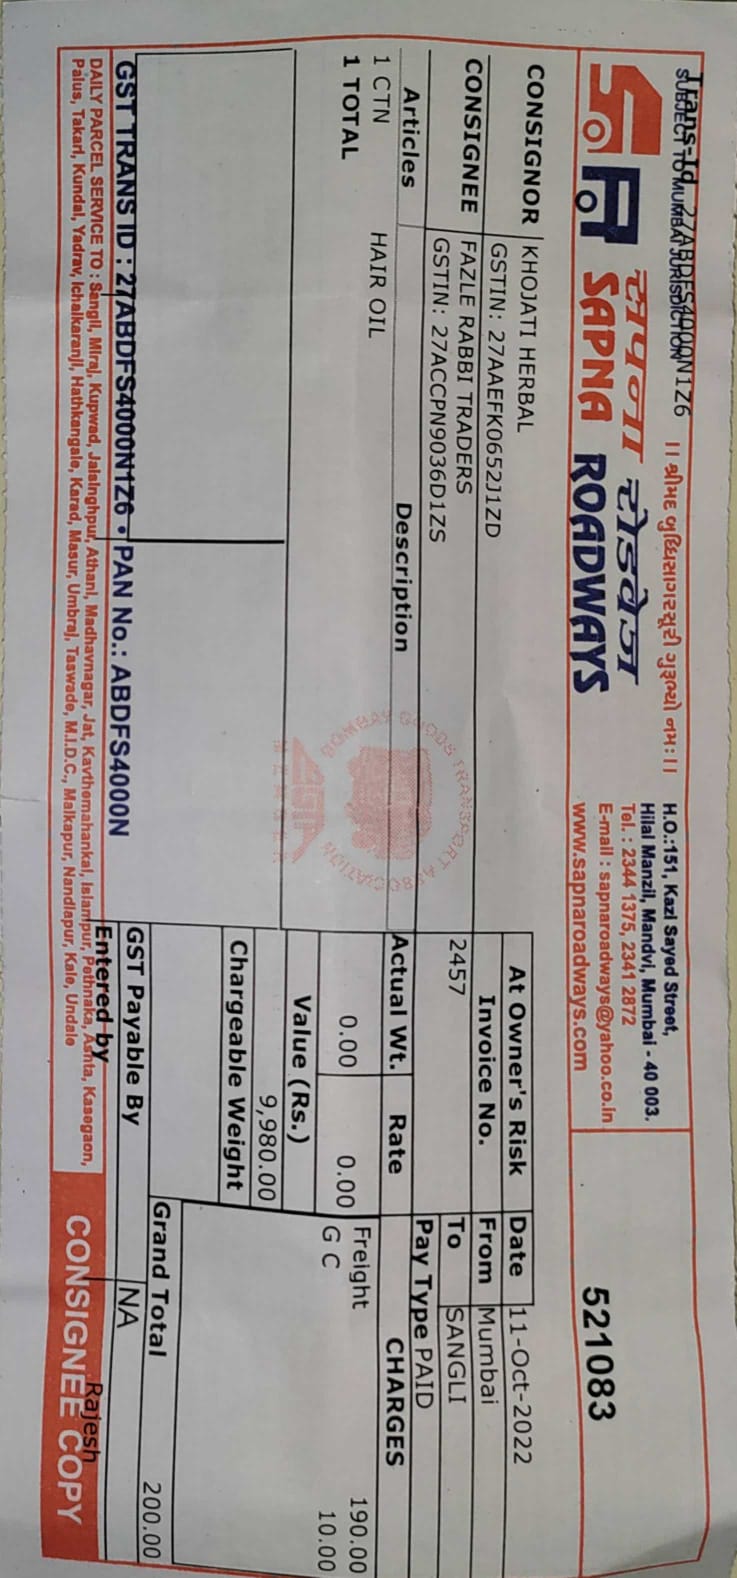 Trans-Id 27ABDFS4000N1Z6
SUBJECT TO MUMBAI JURISDICTION
।। શ્રીમદ્ બુધ્ધિસાગરસૂરી ગુરૂભ્યો નમઃ ।।
सपना रोडवेज
SAPNA ROADWAYS
H.O.:151, Kazi Sayed Street,
Hilal Manzil, Mandvi, Mumbai - 40 003.
Tel. : 2344 1375, 2341 2872
E-mail : sapnaroadways@yahoo.co.in
www.sapnaroadways.com
521083
CONSIGNOR KHOJATI HERBAL
GSTIN: 27AAEFK0652J1ZD
CONSIGNEE FAZLE RABBI TRADERS
GSTIN: 27ACCPN9036D1ZS
At Owner's Risk
Invoice No.
2457
Date 11-Oct-2022
From Mumbai
To SANGLI
Pay Type PAID
Articles Description Actual Wt. Rate CHARGES
1 CTN HAIR OIL 0.00 0.00 Freight 190.00
1 TOTAL G C 10.00
Value (Rs.)
9,980.00
Chargeable Weight
BOMBAY GOODS TRANSPORT ASSOCIATION
Grand Total 200.00
GST Payable By NA
GST TRANS ID : 27ABDFS4000N1Z6 • PAN No.: ABDFS4000N
Entered by Rajesh
DAILY PARCEL SERVICE TO : Sangli, Miraj, Kupwad, Jaisinghpur, Athani, Madhavnagar, Jat, Kavthemahankal, Islampur, Pethnaka, Ashta, Kasegaon,
Palus, Takari, Kundal, Yadrav, Ichalkaranji, Hathkangale, Karad, Masur, Umbraj, Taswade, M.I.D.C., Malkapur, Nandlapur, Kale, Undale
CONSIGNEE COPY